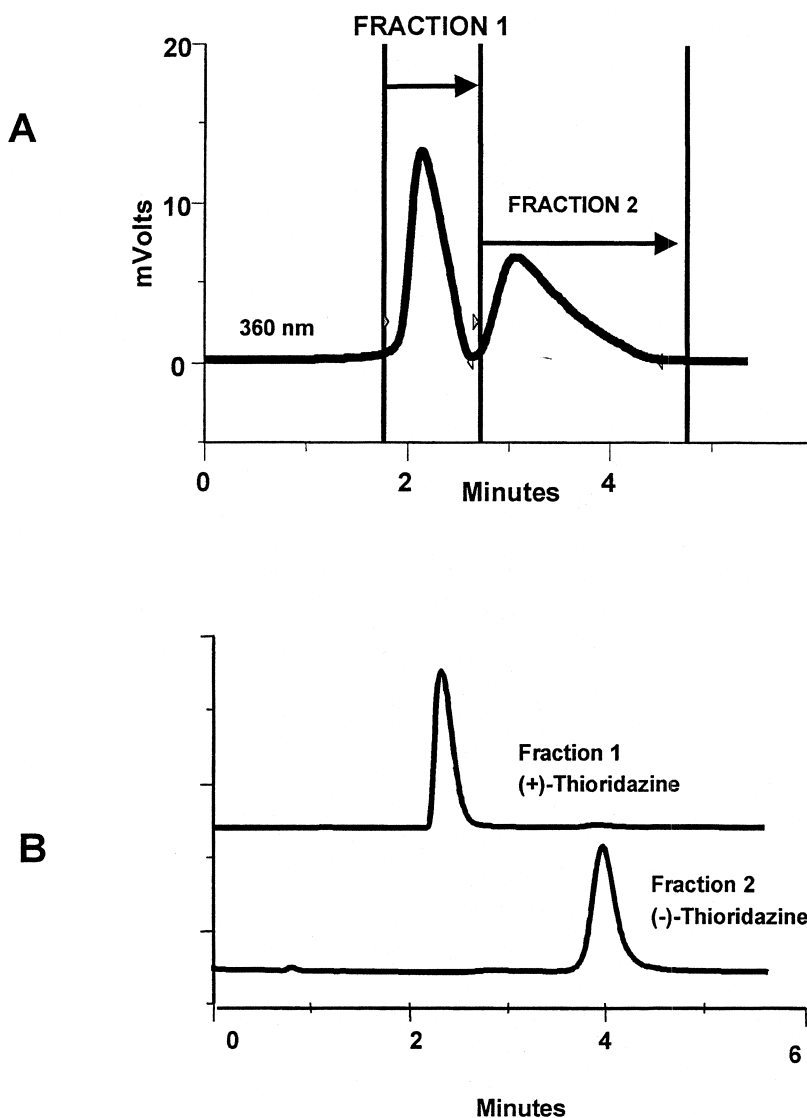 FRACTION 1
20
A
10
mVolts
FRACTION 2
360 nm
0
0
2
4
Minutes
Fraction 1
(+)-Thioridazine
B
Fraction 2
(-)-Thioridazine
0
2
4
6
Minutes